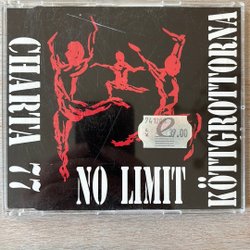 CHARTA 77
NO LIMIT
KÖTTGROTTORNA
e